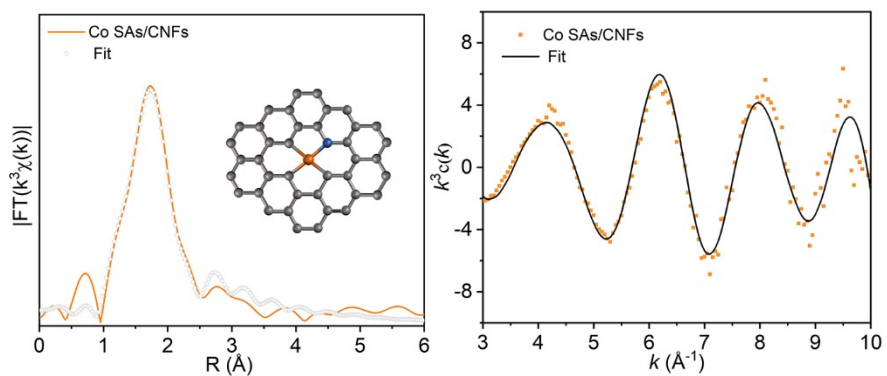 Co SAs/CNFs
Fit
|FT(k³χ(k))|
0 1 2 3 4 5 6
R (Å)
Co SAs/CNFs
Fit
k³c(k)
8
4
0
-4
-8
3 4 5 6 7 8 9 10
k (Å⁻¹)